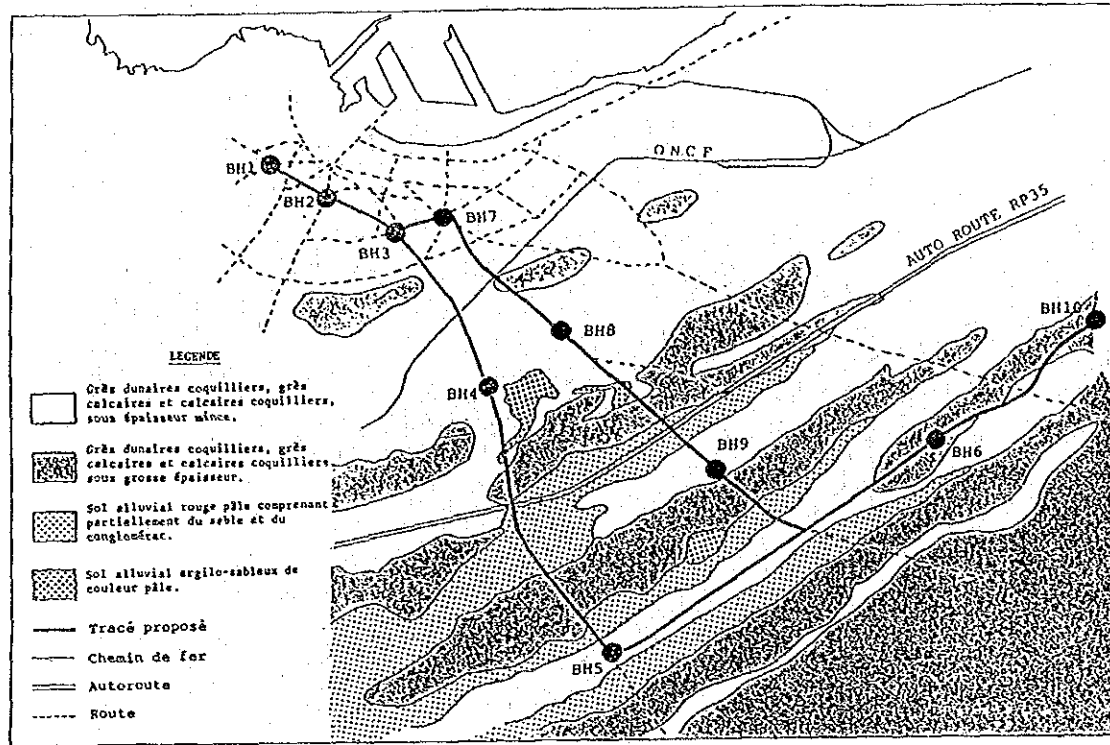 O.N.C.F
AUTO ROUTE RP35
BH1
BH2
BH3
BH7
BH8
BH4
BH9
BH10
BH6
BH5
LEGENDE
Grès dunaires coquilliers, grès
calcaires et calcaires coquilliers,
sous épaisseur mince.
Grès dunaires coquilliers, grès
calcaires et calcaires coquilliers
sous grosse épaisseur.
Sol alluvial rouge pâle comprenant
partiellement du sable et du
conglomérac.
Sol alluvial argilo-sableux de
couleur pâle.
Tracé proposè
Chemin de fer
Autoroute
Route